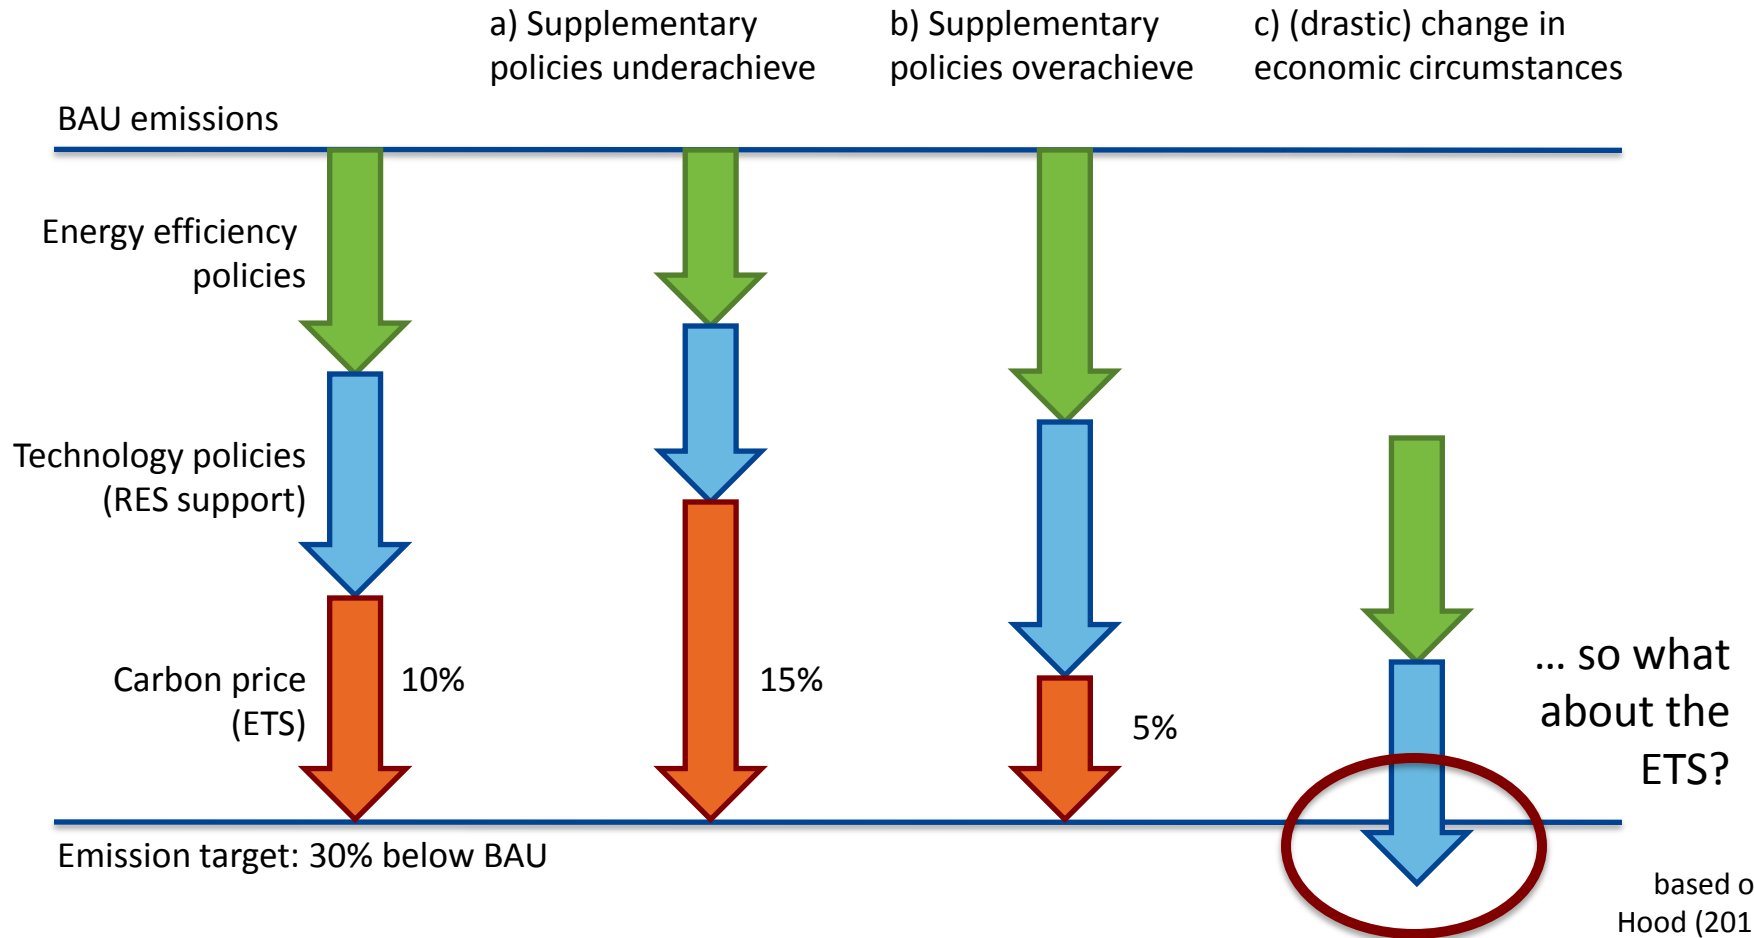 a) Supplementary
policies underachieve
b) Supplementary
policies overachieve
c) (drastic) change in
economic circumstances
BAU emissions
Energy efficiency
policies
Technology policies
(RES support)
Carbon price
(ETS)
10%
15%
5%
... so what
about the
ETS?
Emission target: 30% below BAU
based o
Hood (201